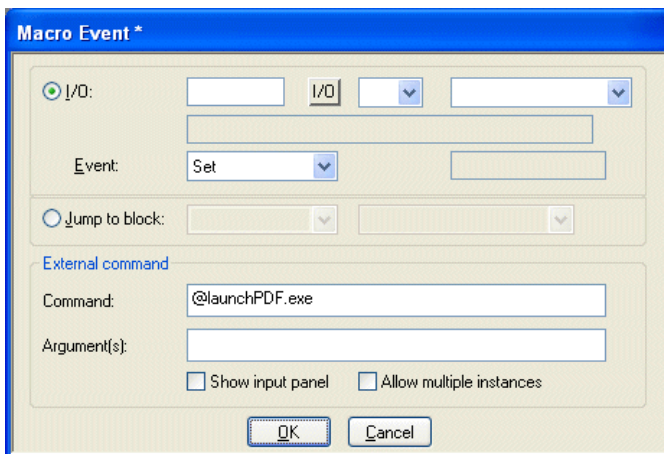 Macro Event *
I/O: I/O
Event: Set
Jump to block:
External command
Command: @launchPDF.exe
Argument(s):
Show input panel Allow multiple instances
OK Cancel